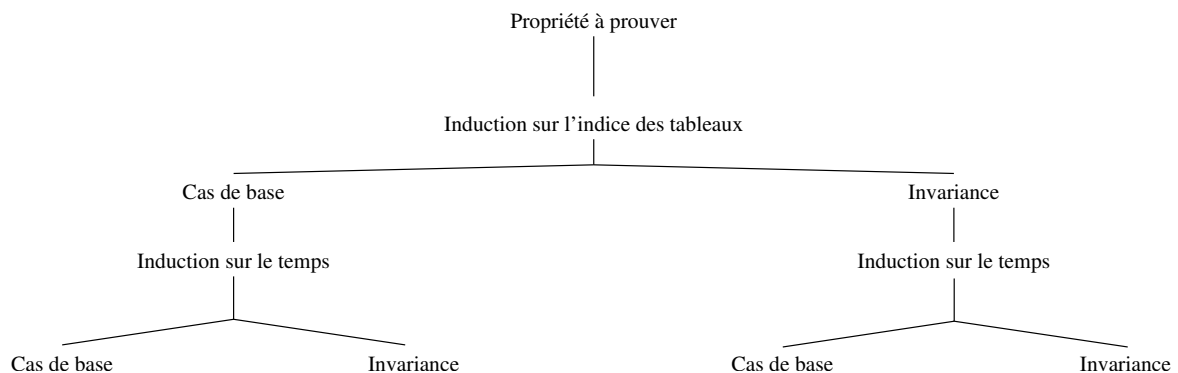 Propriété à prouver
Induction sur l'indice des tableaux
Cas de base
Invariance
Induction sur le temps
Induction sur le temps
Cas de base
Invariance
Cas de base
Invariance